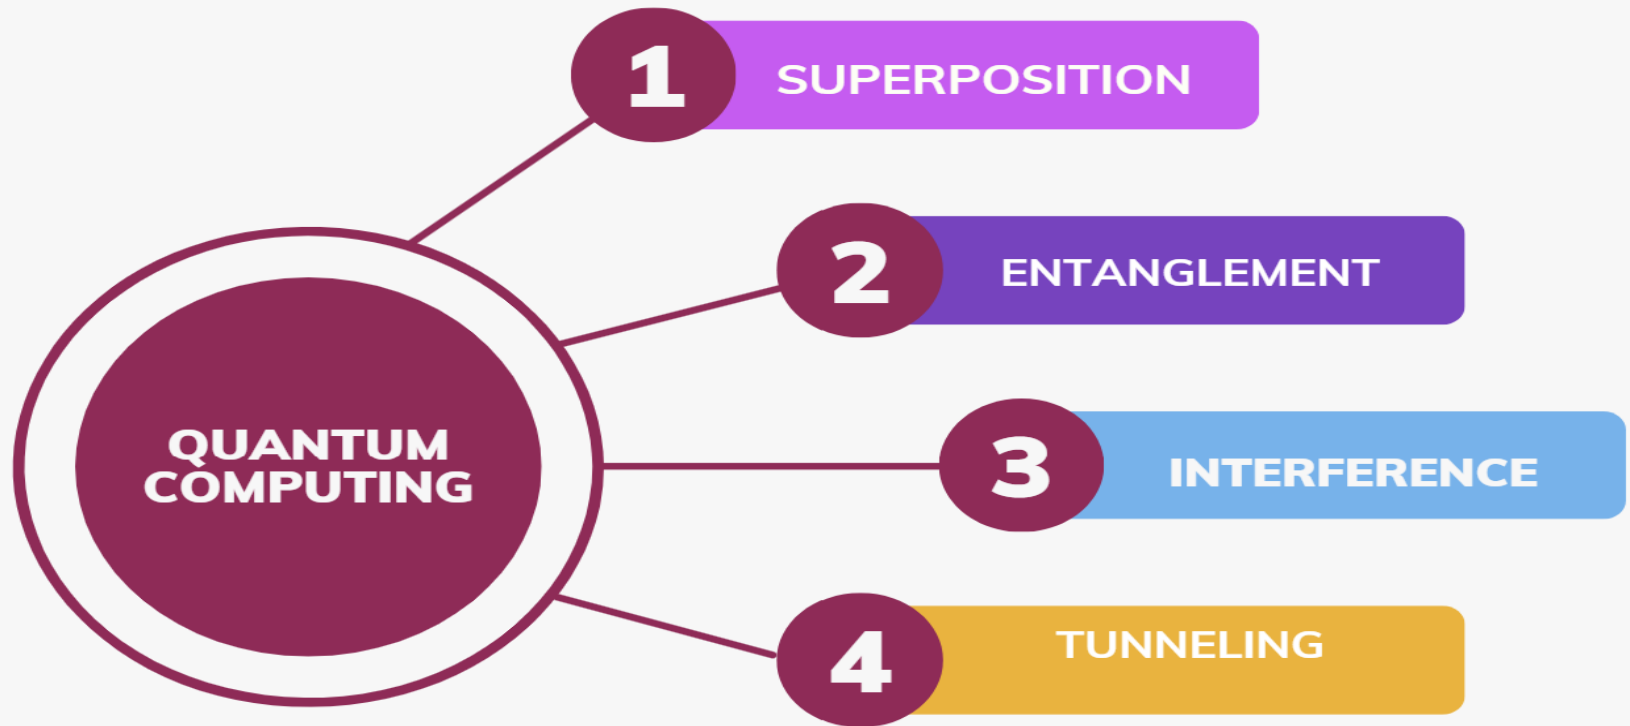 1
SUPERPOSITION
2
ENTANGLEMENT
QUANTUM
COMPUTING
3
INTERFERENCE
4
TUNNELING